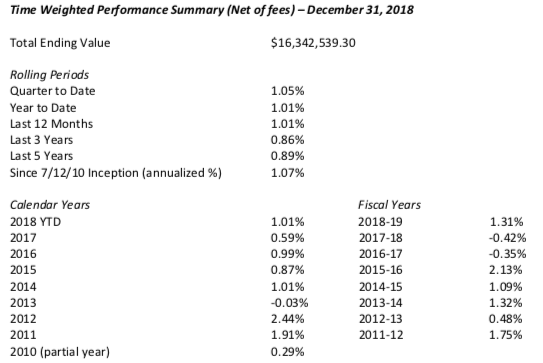 Time Weighted Performance Summary (Net of fees) – December 31, 2018
Total Ending Value $16,342,539.30
Rolling Periods
Quarter to Date 1.05%
Year to Date 1.01%
Last 12 Months 1.01%
Last 3 Years 0.86%
Last 5 Years 0.89%
Since 7/12/10 Inception (annualized %) 1.07%
Calendar Years Fiscal Years
2018 YTD 1.01% 2018-19 1.31%
2017 0.59% 2017-18 -0.42%
2016 0.99% 2016-17 -0.35%
2015 0.87% 2015-16 2.13%
2014 1.01% 2014-15 1.09%
2013 -0.03% 2013-14 1.32%
2012 2.44% 2012-13 0.48%
2011 1.91% 2011-12 1.75%
2010 (partial year) 0.29%